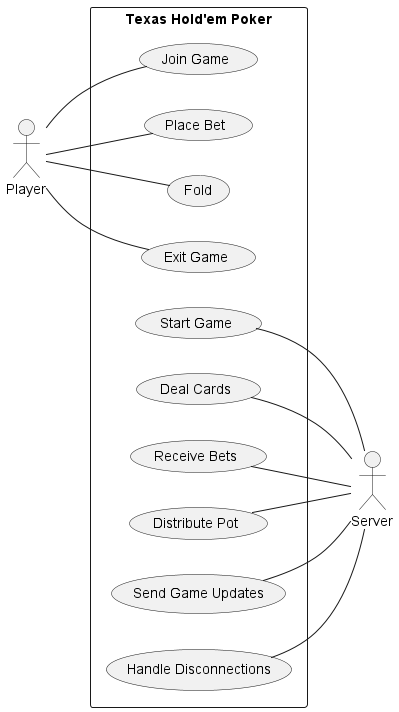 Texas Hold'em Poker
Join Game
Place Bet
Player
Fold
Exit Game
Start Game
Deal Cards
Receive Bets
Server
Distribute Pot
Send Game Updates
Handle Disconnections